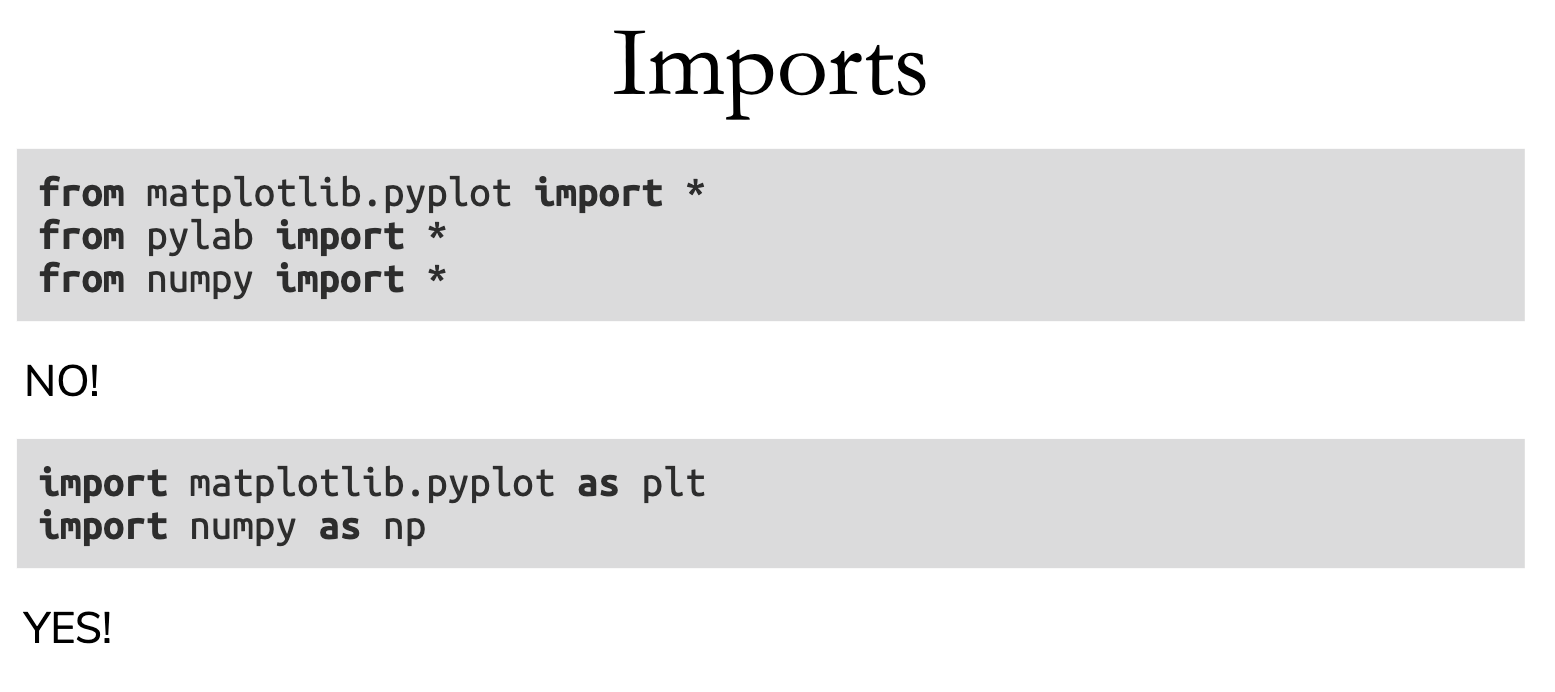 Imports
from matplotlib.pyplot import *
from pylab import *
from numpy import *
NO!
import matplotlib.pyplot as plt
import numpy as np
YES!